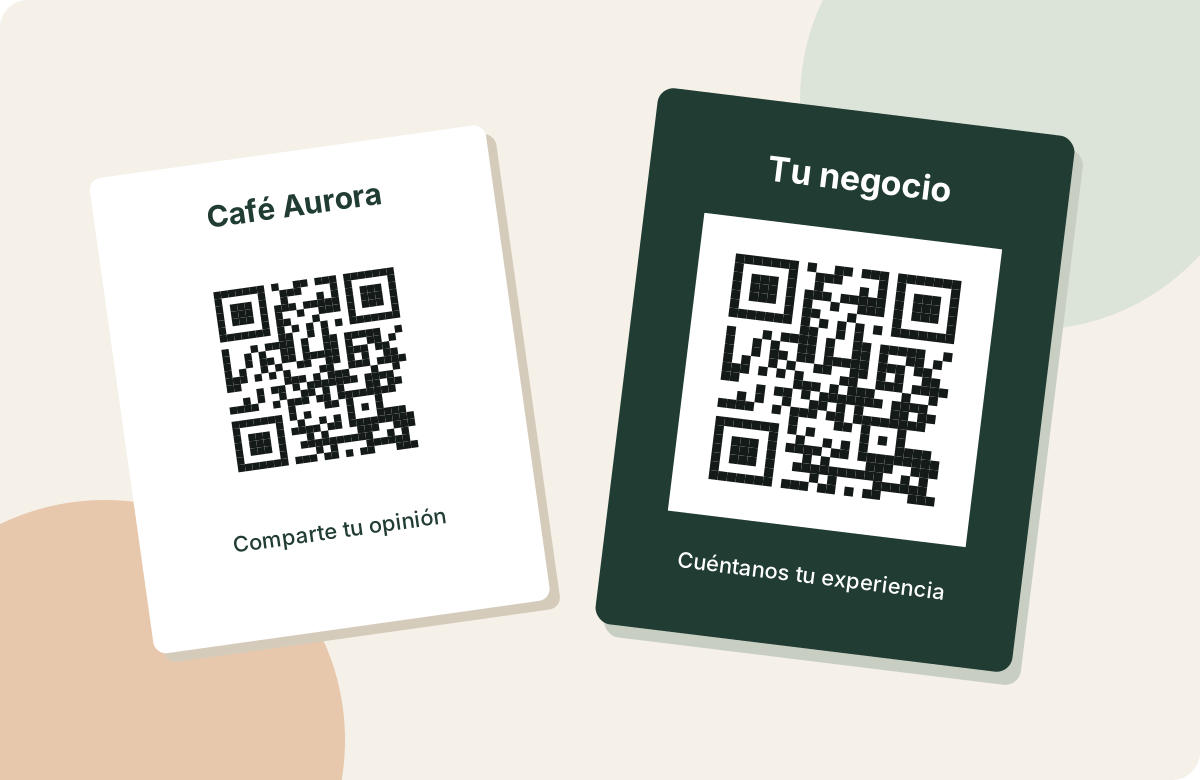 Café Aurora
Comparte tu opinión
Tu negocio
Cuéntanos tu experiencia